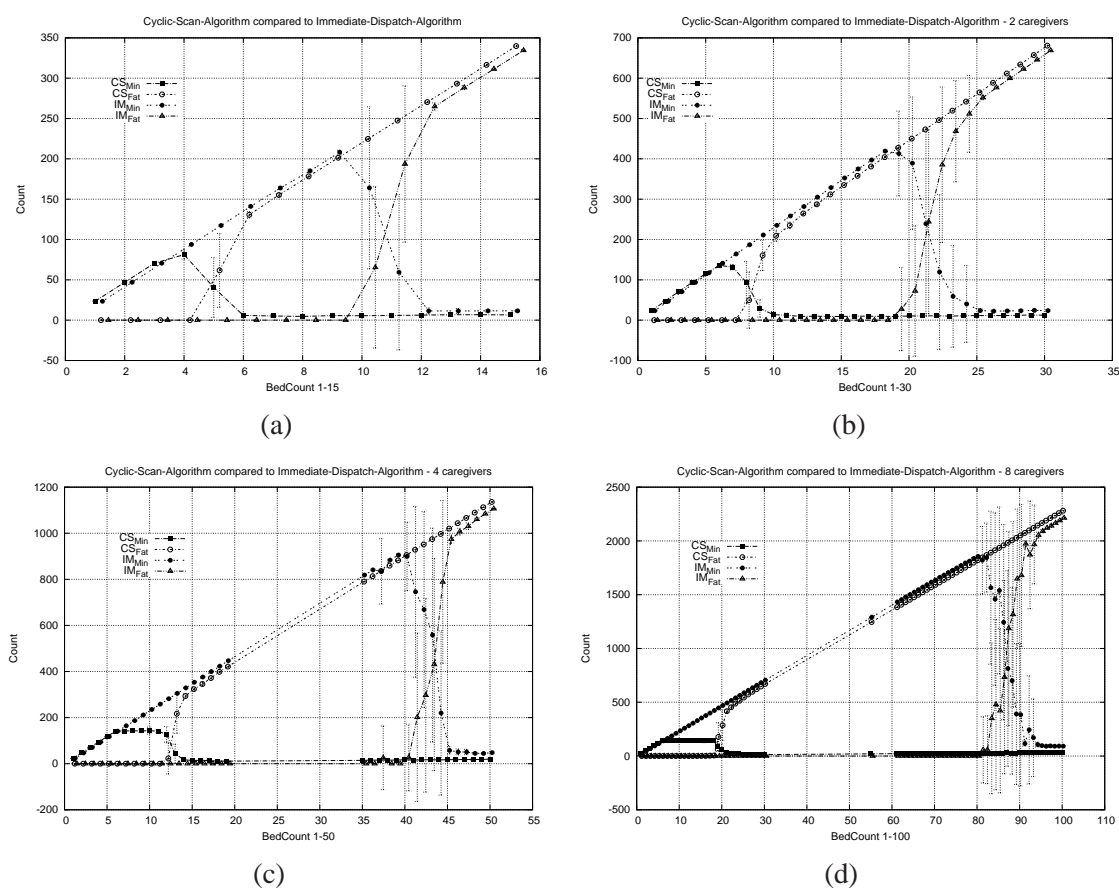 Cyclic-Scan-Algorithm compared to Immediate-Dispatch-Algorithm
350
300
250
200
150
100
50
0
-50
Count
CS_Min
CS_Fat
IM_Min
IM_Fat
0 2 4 6 8 10 12 14 16
BedCount 1-15
(a)
Cyclic-Scan-Algorithm compared to Immediate-Dispatch-Algorithm - 2 caregivers
700
600
500
400
300
200
100
0
-100
Count
CS_Min
CS_Fat
IM_Min
IM_Fat
0 5 10 15 20 25 30 35
BedCount 1-30
(b)
Cyclic-Scan-Algorithm compared to Immediate-Dispatch-Algorithm - 4 caregivers
1200
1000
800
600
400
200
0
-200
Count
CS_Min
CS_Fat
IM_Min
IM_Fat
0 5 10 15 20 25 30 35 40 45 50 55
BedCount 1-50
(c)
Cyclic-Scan-Algorithm compared to Immediate-Dispatch-Algorithm - 8 caregivers
2500
2000
1500
1000
500
0
-500
Count
CS_Min
CS_Fat
IM_Min
IM_Fat
0 10 20 30 40 50 60 70 80 90 100 110
BedCount 1-100
(d)